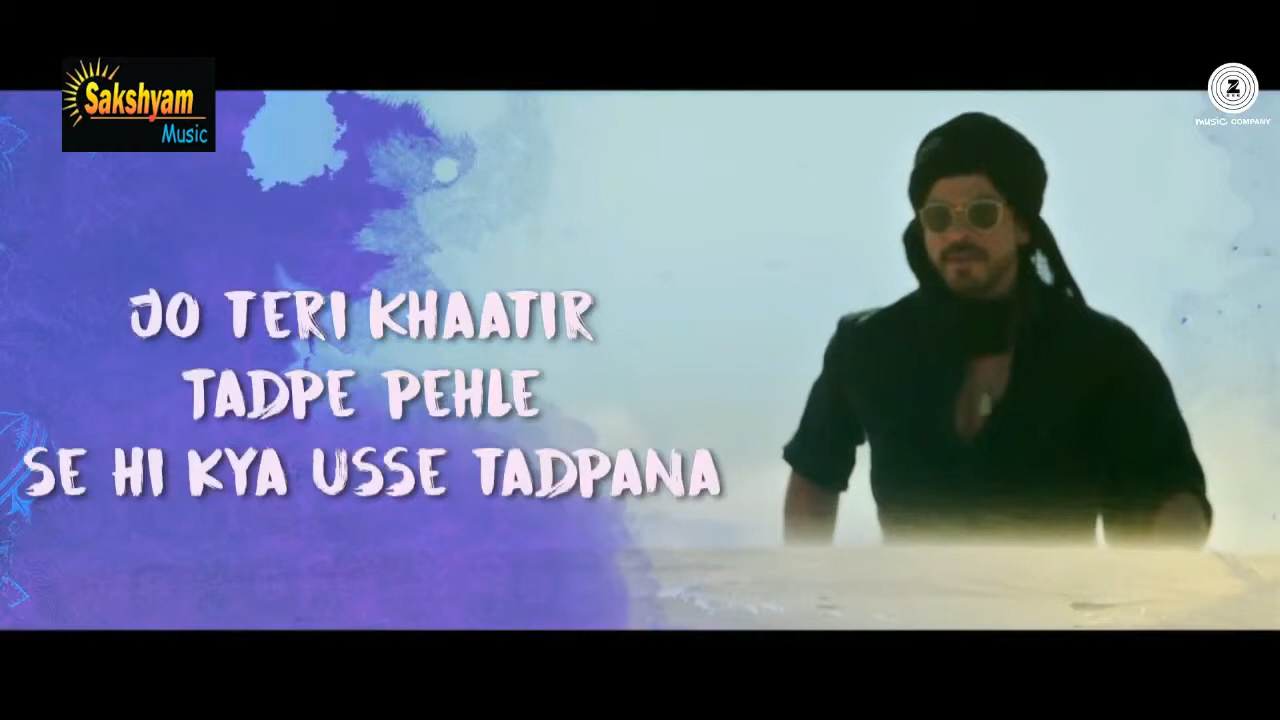 Sakshyam
Music
Z
music COMPANY
JO TERI KHAATIR
TADPE PEHLE
SE HI KYA USSE TADPANA